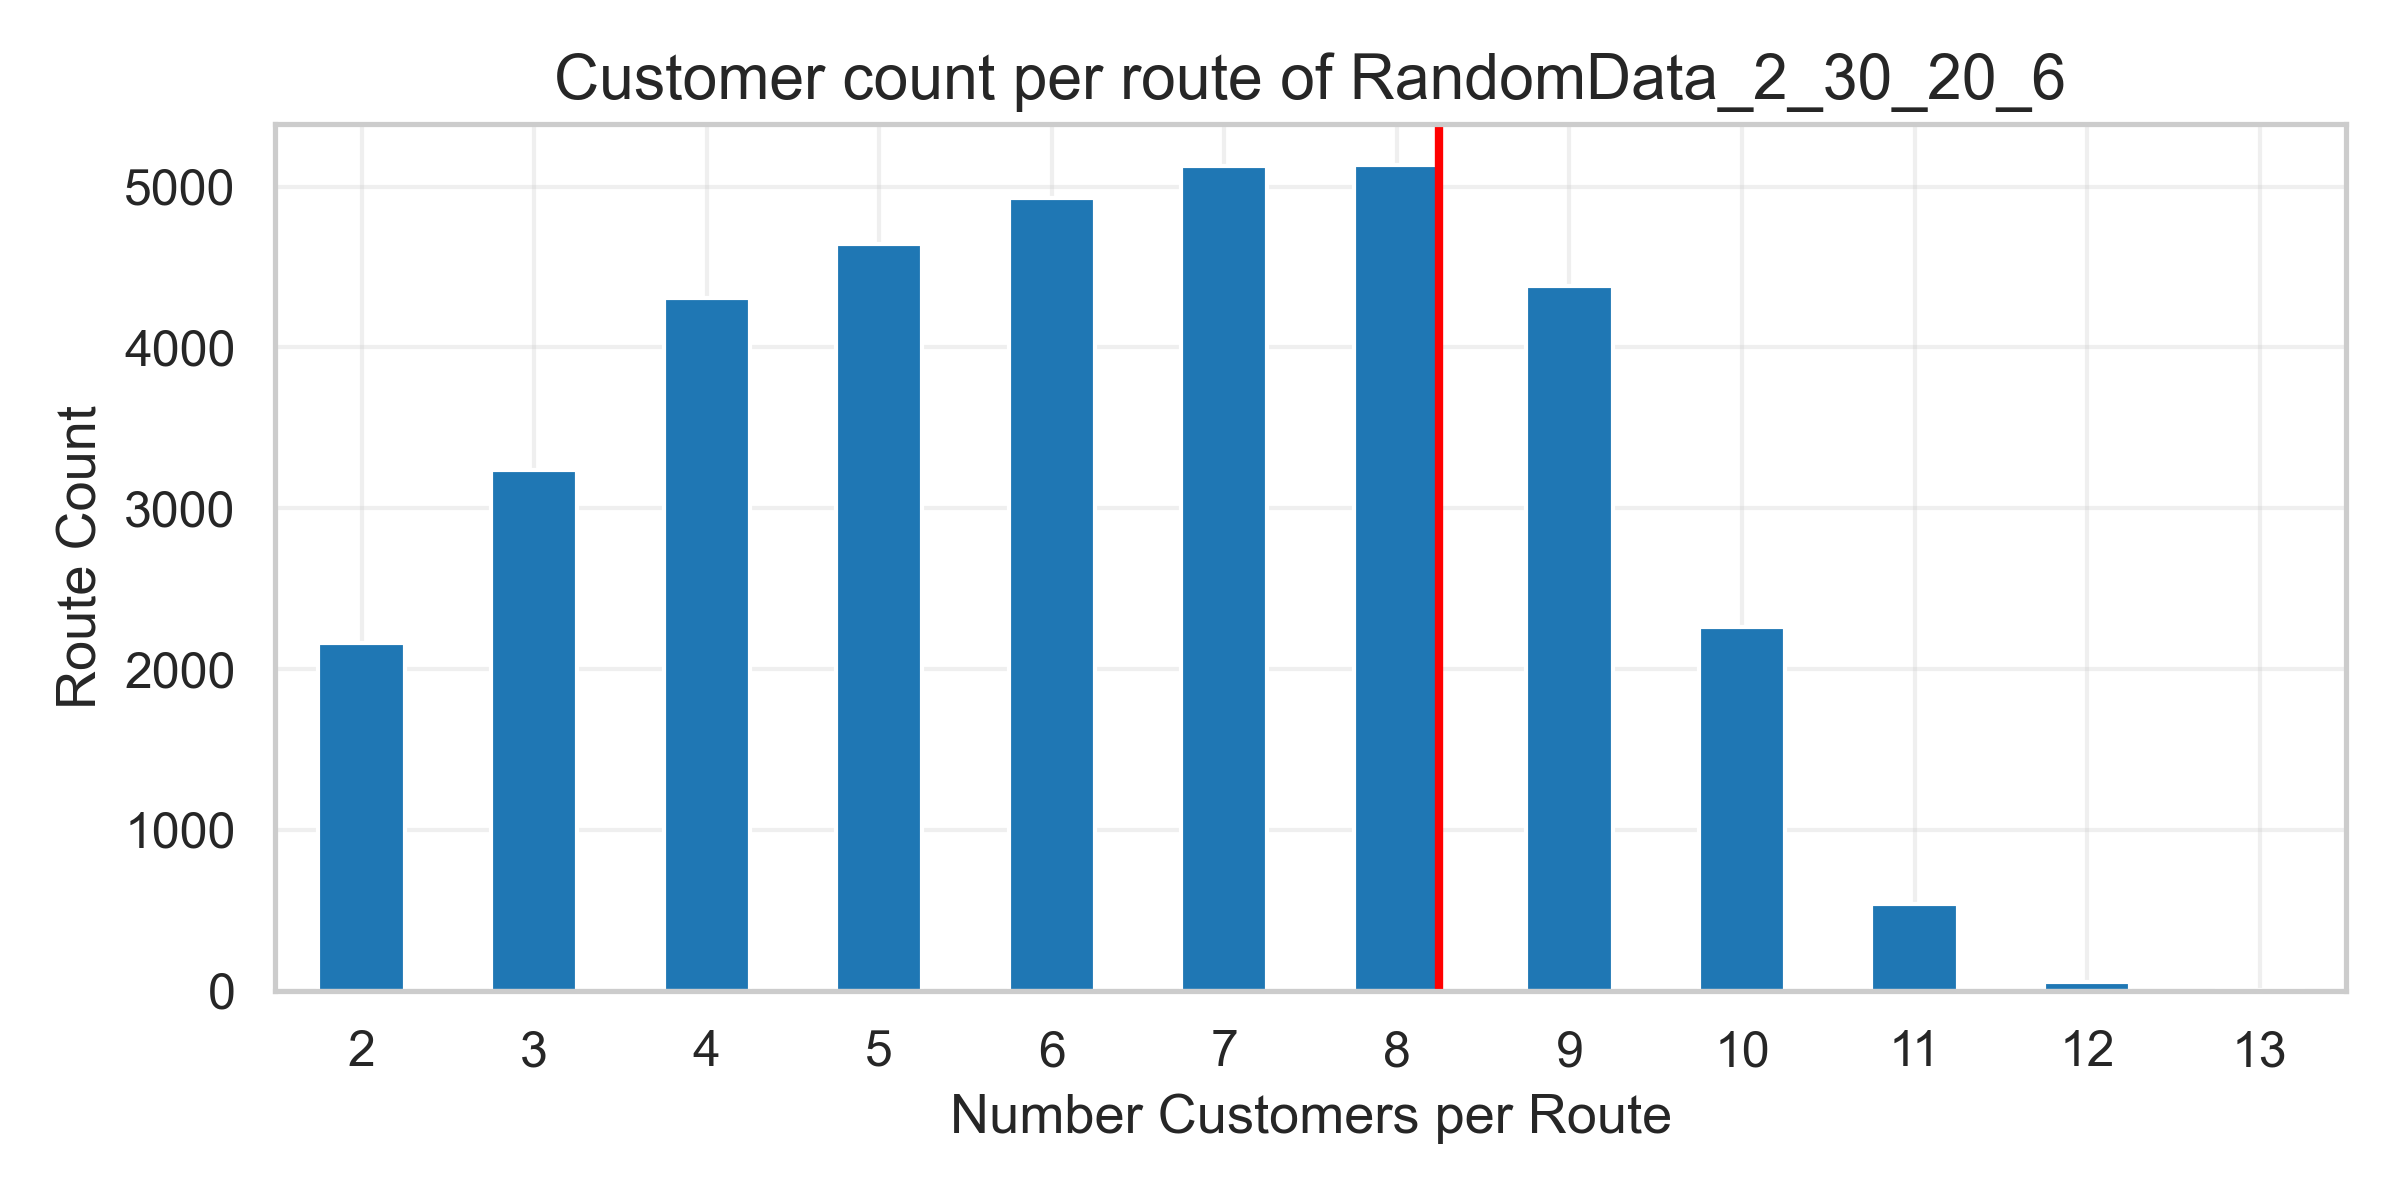 Customer count per route of RandomData_2_30_20_6
5000
4000
3000
2000
1000
0
Route Count
2 3 4 5 6 7 8 9 10 11 12 13
Number Customers per Route